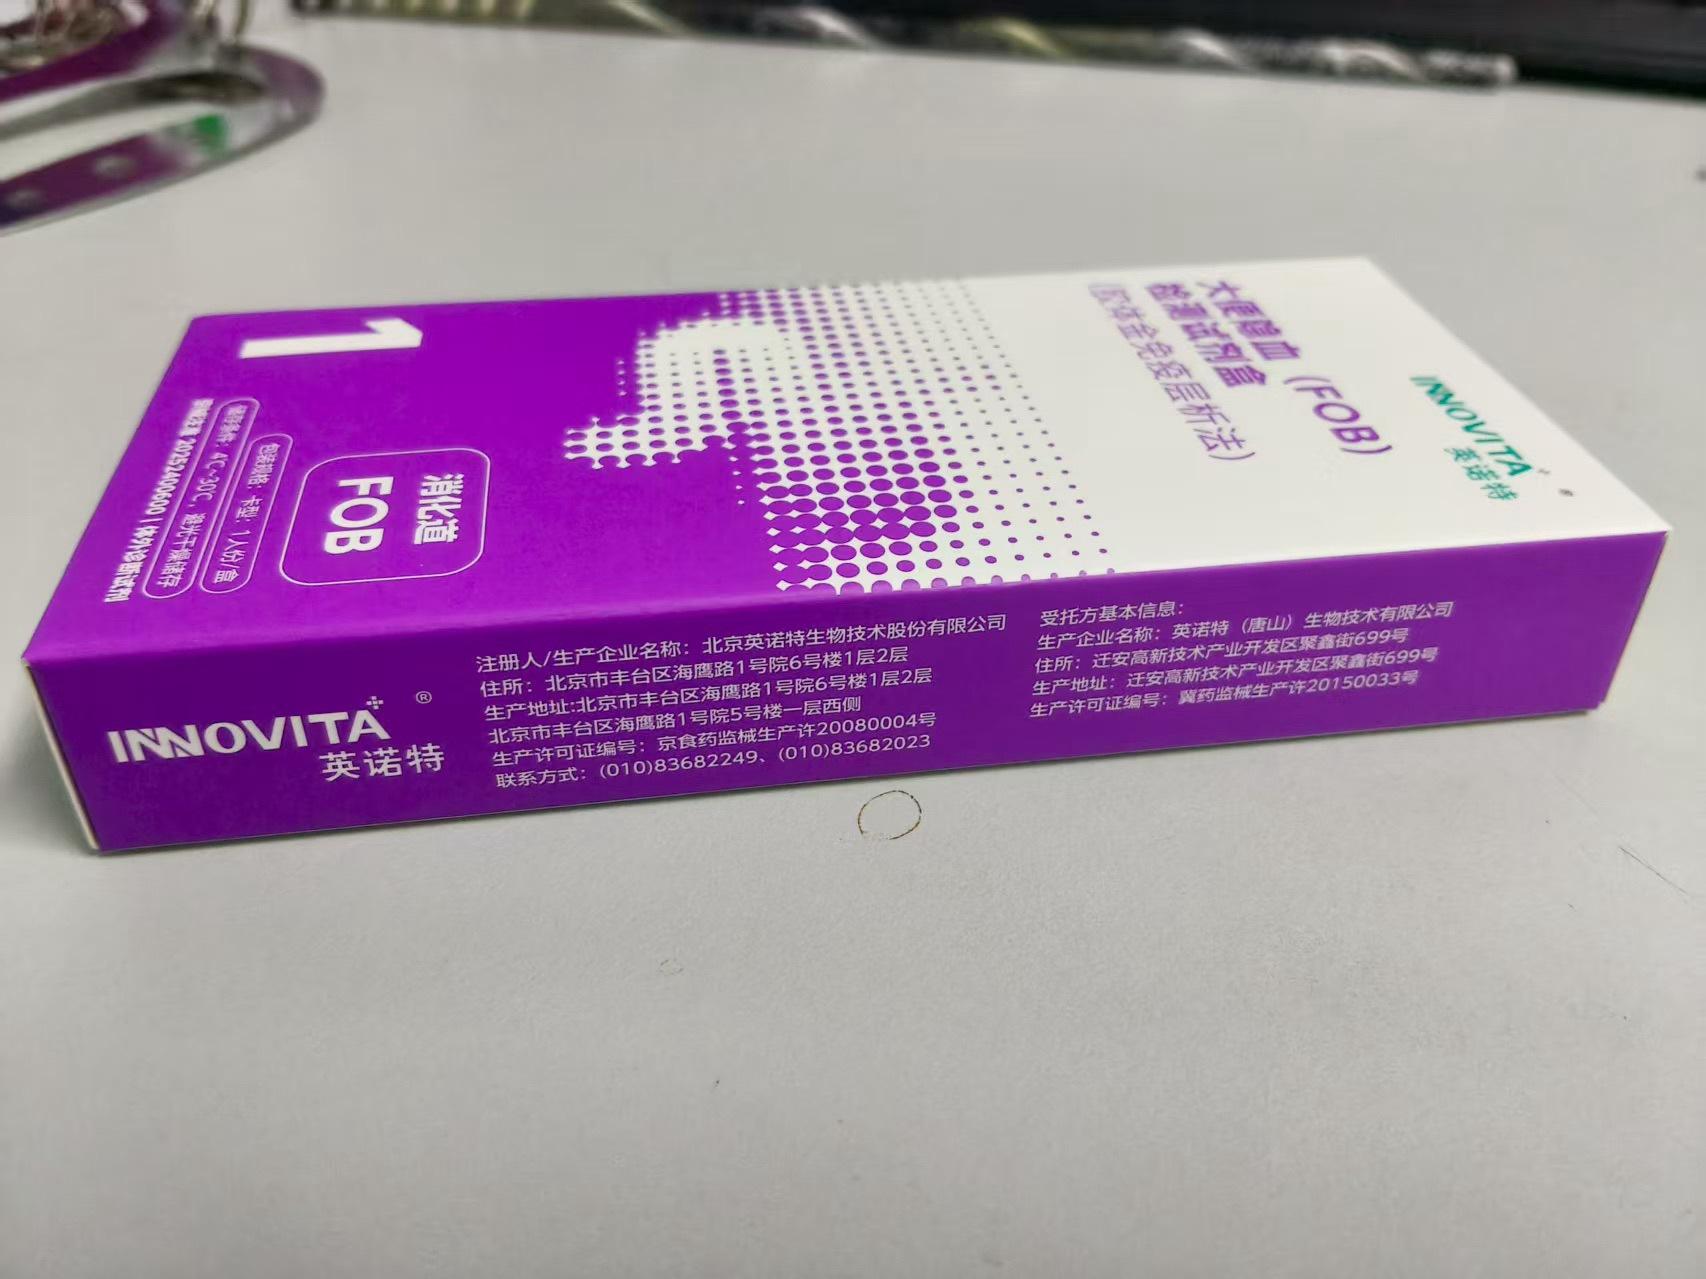 INNOVITA
英诺特
大便隐血（FOB）
检测试剂盒
（胶体金免疫层析法）
1
消化道
FOB
包装规格：卡型：1人份/盒
储存条件：4℃~30℃，避光干燥储存
20252400600 | 体外诊断试剂
INNOVITA ®
英诺特
注册人/生产企业名称：北京英诺特生物技术股份有限公司
住所：北京市丰台区海鹰路1号院6号楼1层2层
生产地址:北京市丰台区海鹰路1号院6号楼1层2层
北京市丰台区海鹰路1号院5号楼一层西侧
生产许可证编号：京食药监械生产许20080004号
联系方式：(010)83682249、(010)83682023
受托方基本信息：
生产企业名称：英诺特（唐山）生物技术有限公司
住所：迁安高新技术产业开发区聚鑫街699号
生产地址：迁安高新技术产业开发区聚鑫街699号
生产许可证编号：冀药监械生产许20150033号